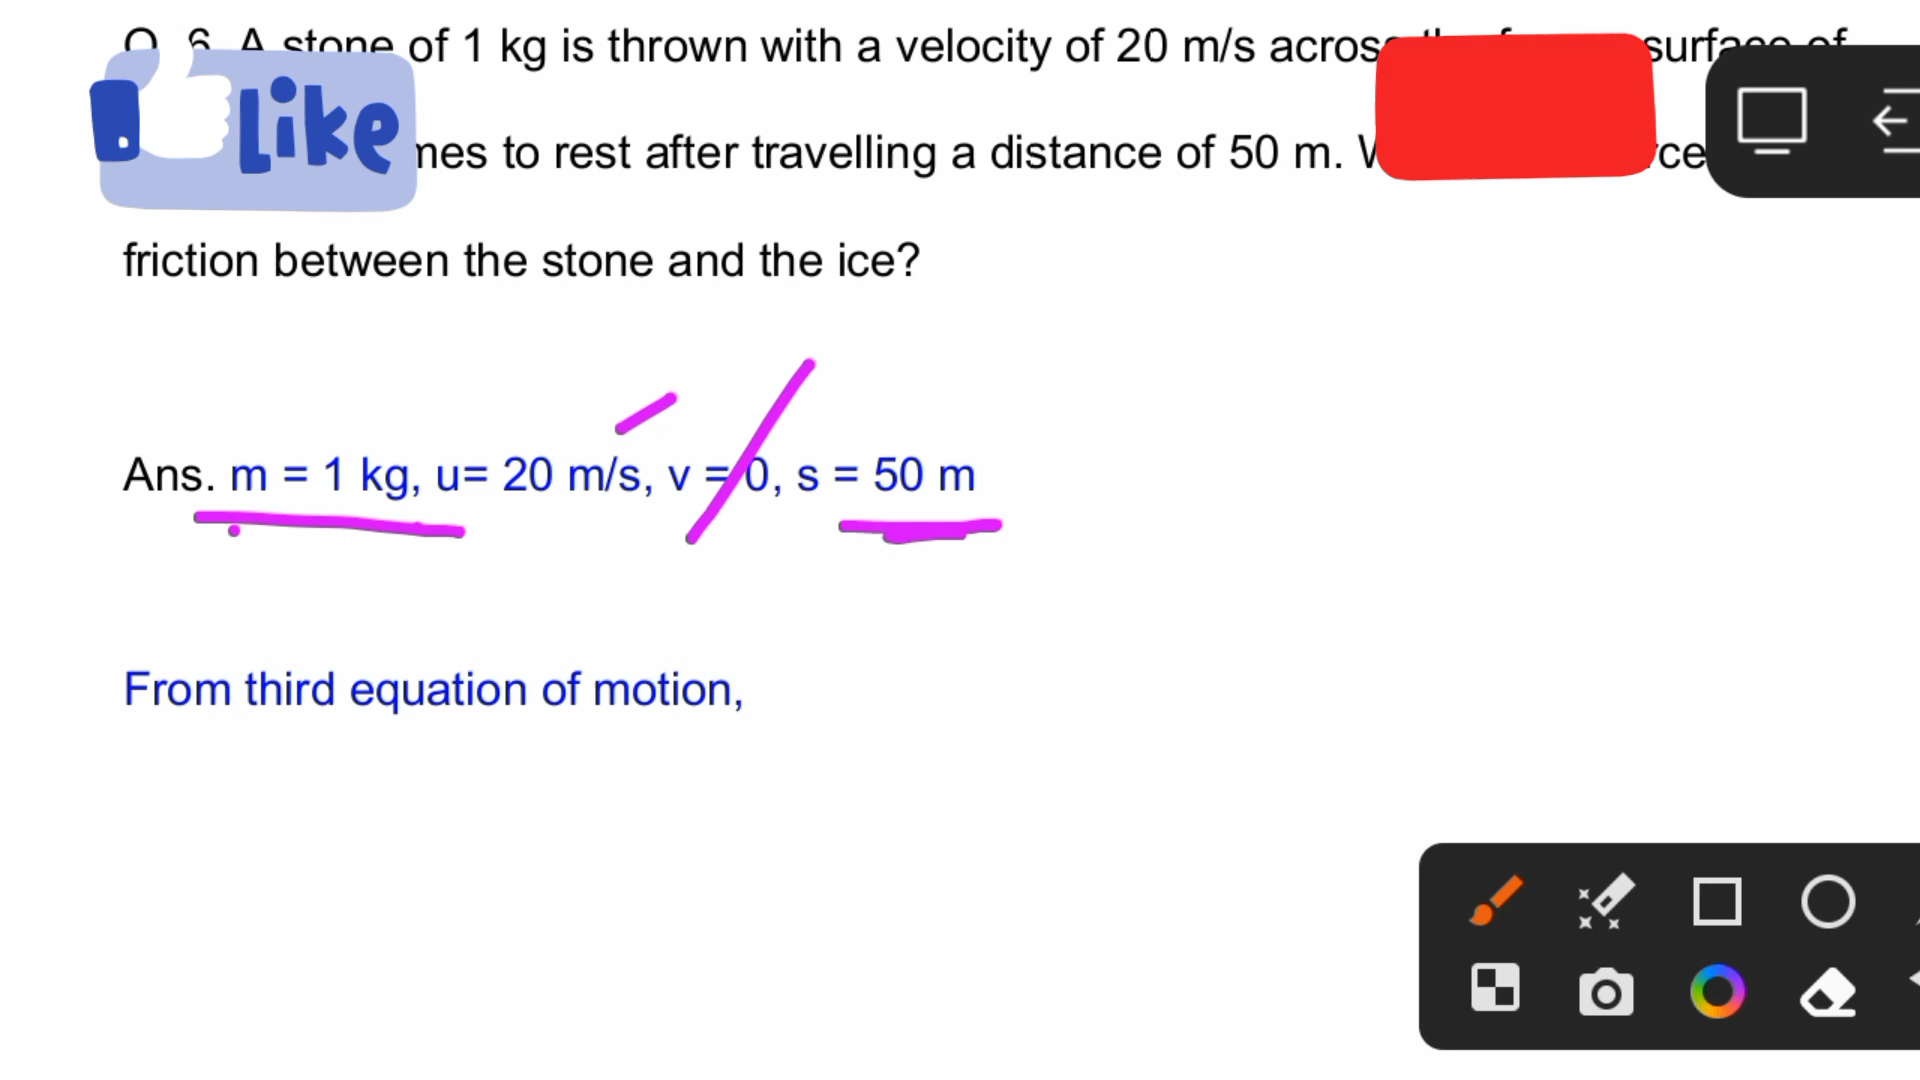 Q. 6. A stone of 1 kg is thrown with a velocity of 20 m/s across surface of
Like
to rest after travelling a distance of 50 m.
friction between the stone and the ice?
Ans. m = 1 kg, u= 20 m/s, v = 0, s = 50 m
From third equation of motion,